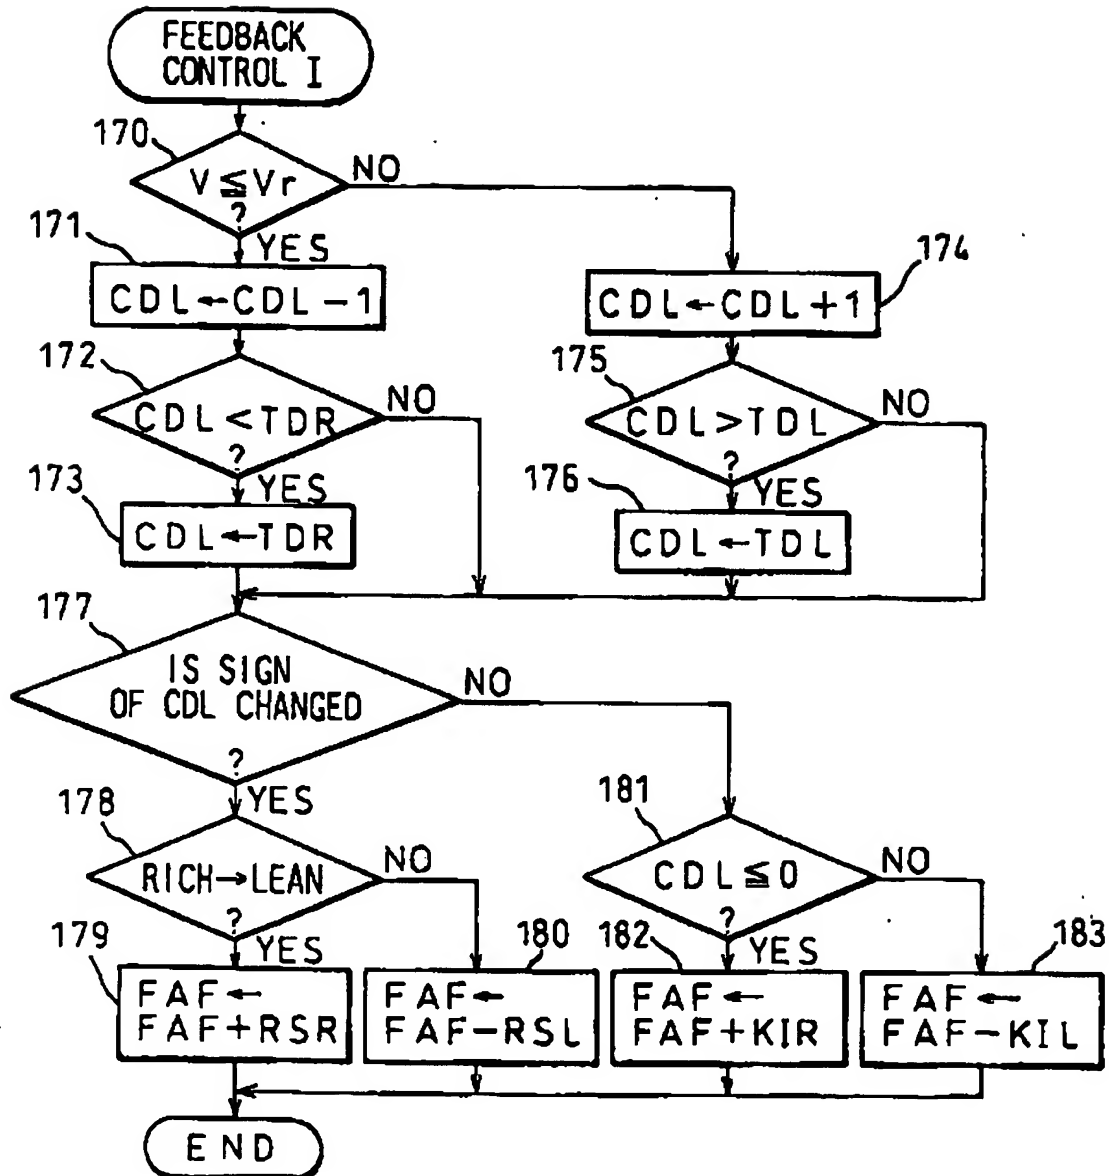 FEEDBACK
CONTROL I
170
V≦Vr
?
NO
YES
171
CDL←CDL-1
174
CDL←CDL+1
172
CDL<TDR
?
NO
YES
175
CDL>TDL
?
NO
YES
173
CDL←TDR
176
CDL←TDL
177
IS SIGN
OF CDL CHANGED
?
NO
YES
178
RICH→LEAN
?
NO
YES
181
CDL≦0
?
NO
YES
179
FAF←
FAF+RSR
180
FAF←
FAF-RSL
182
FAF←
FAF+KIR
183
FAF←
FAF-KIL
END